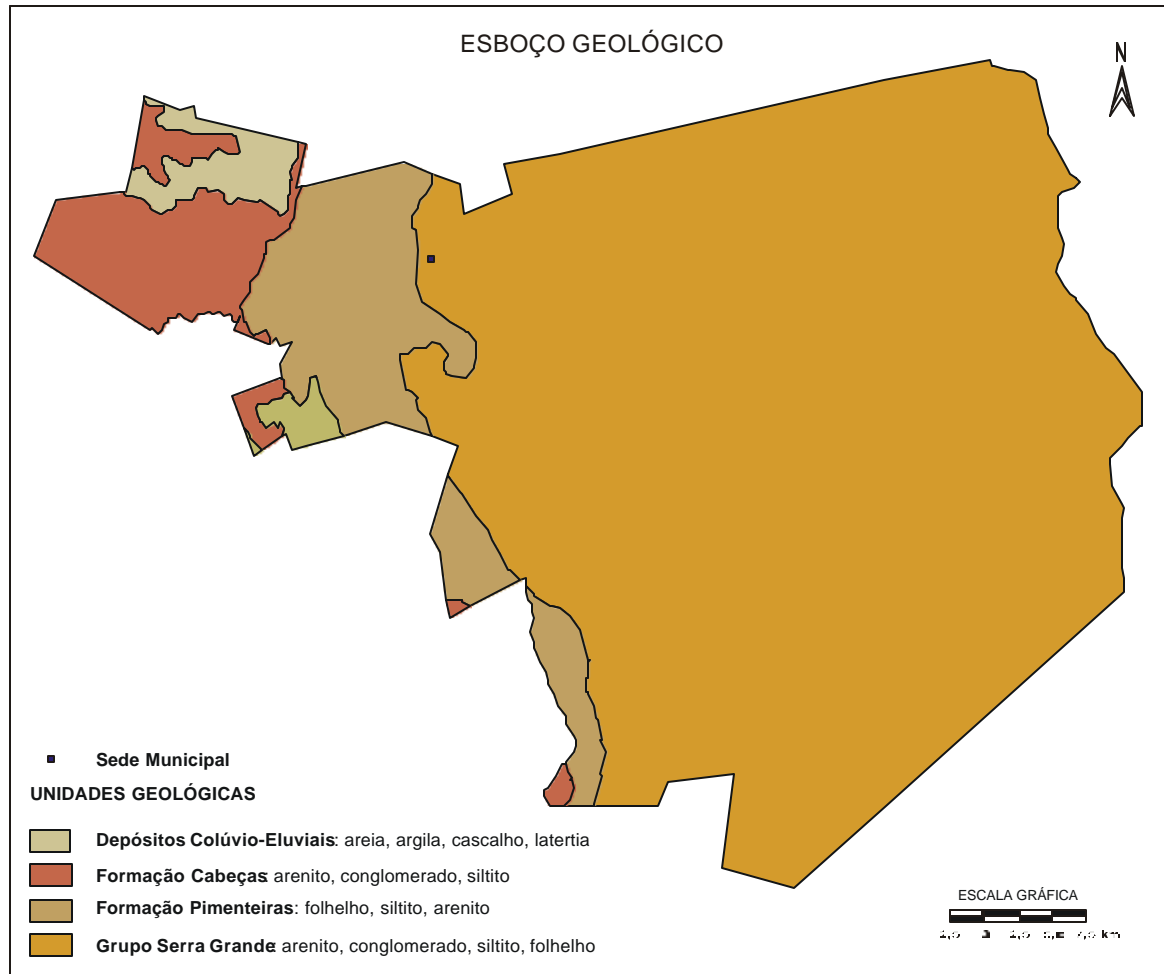 ESBOÇO GEOLÓGICO
N
Sede Municipal
UNIDADES GEOLÓGICAS
Depósitos Colúvio-Eluviais: areia, argila, cascalho, latertia
Formação Cabeças: arenito, conglomerado, siltito
Formação Pimenteiras: folhelho, siltito, arenito
Grupo Serra Grande: arenito, conglomerado, siltito, folhelho
ESCALA GRÁFICA
km